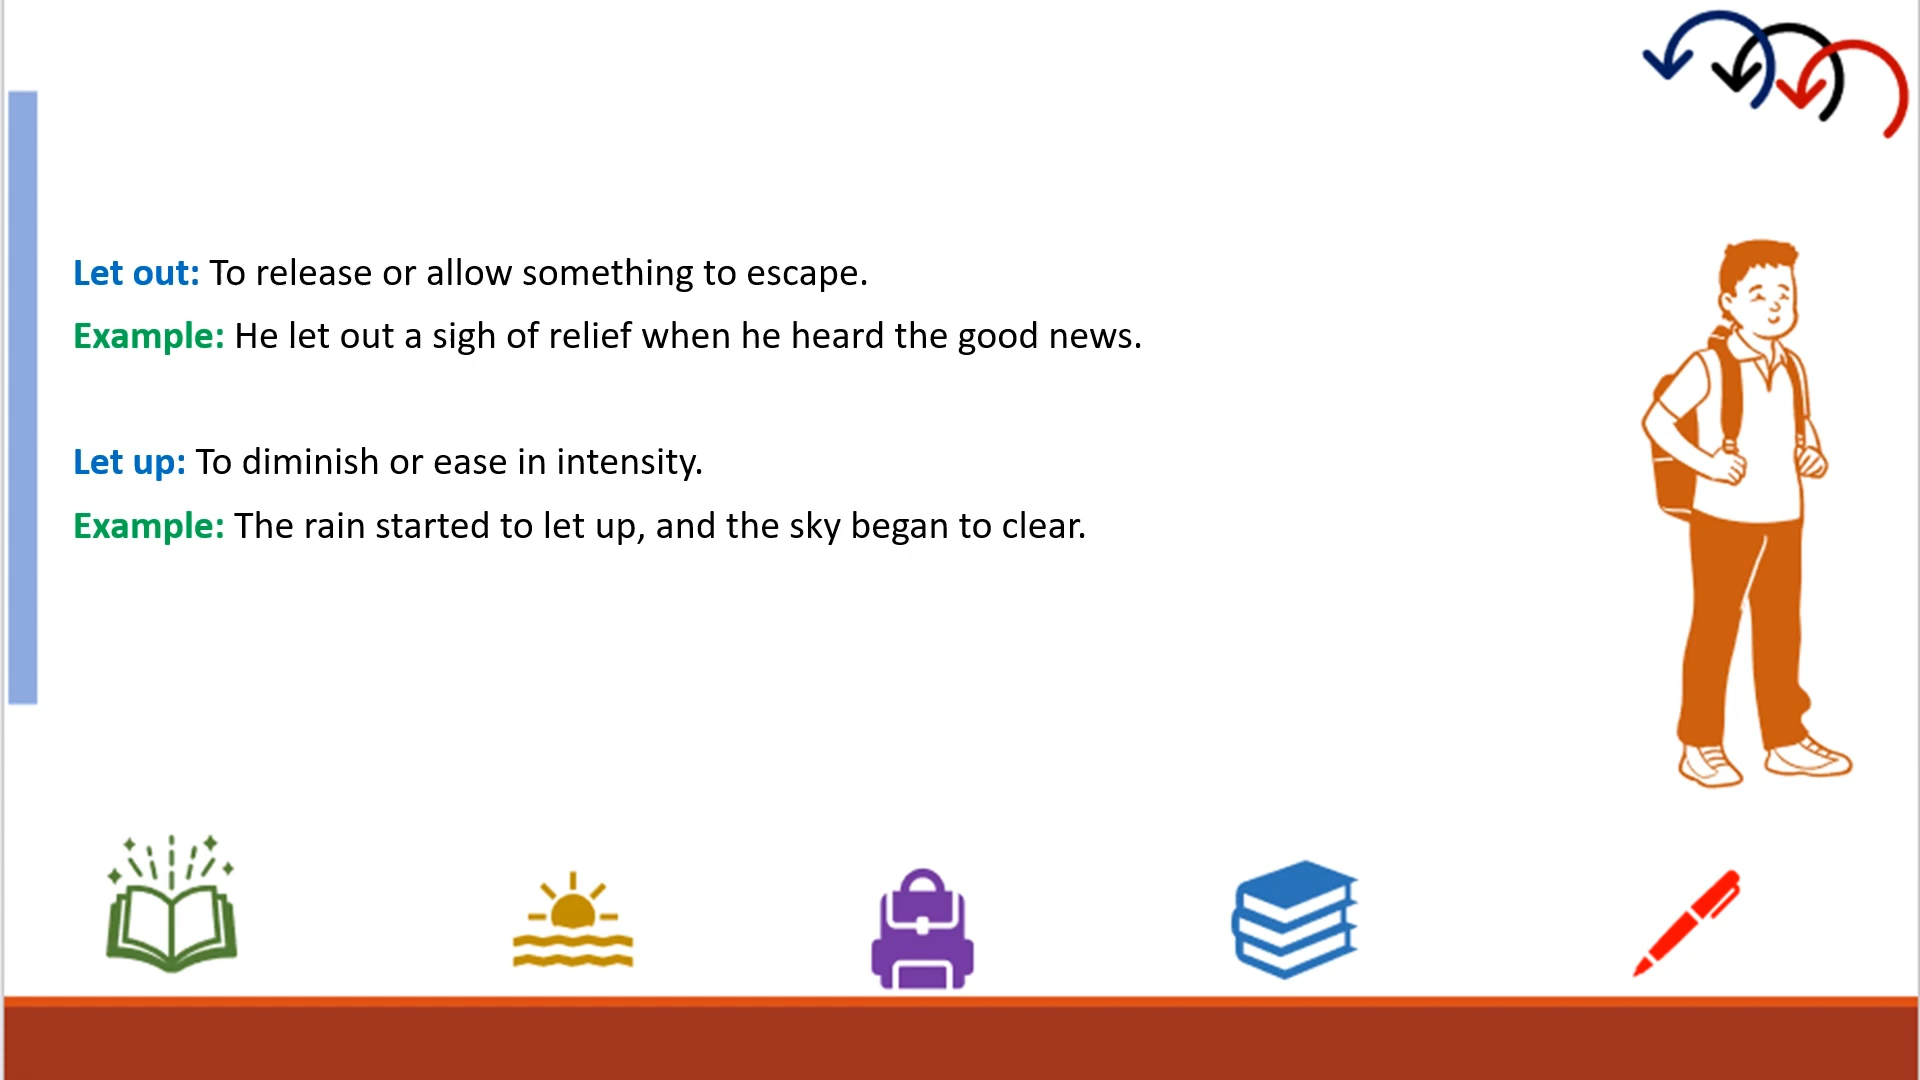 Let out: To release or allow something to escape.
Example: He let out a sigh of relief when he heard the good news.
Let up: To diminish or ease in intensity.
Example: The rain started to let up, and the sky began to clear.